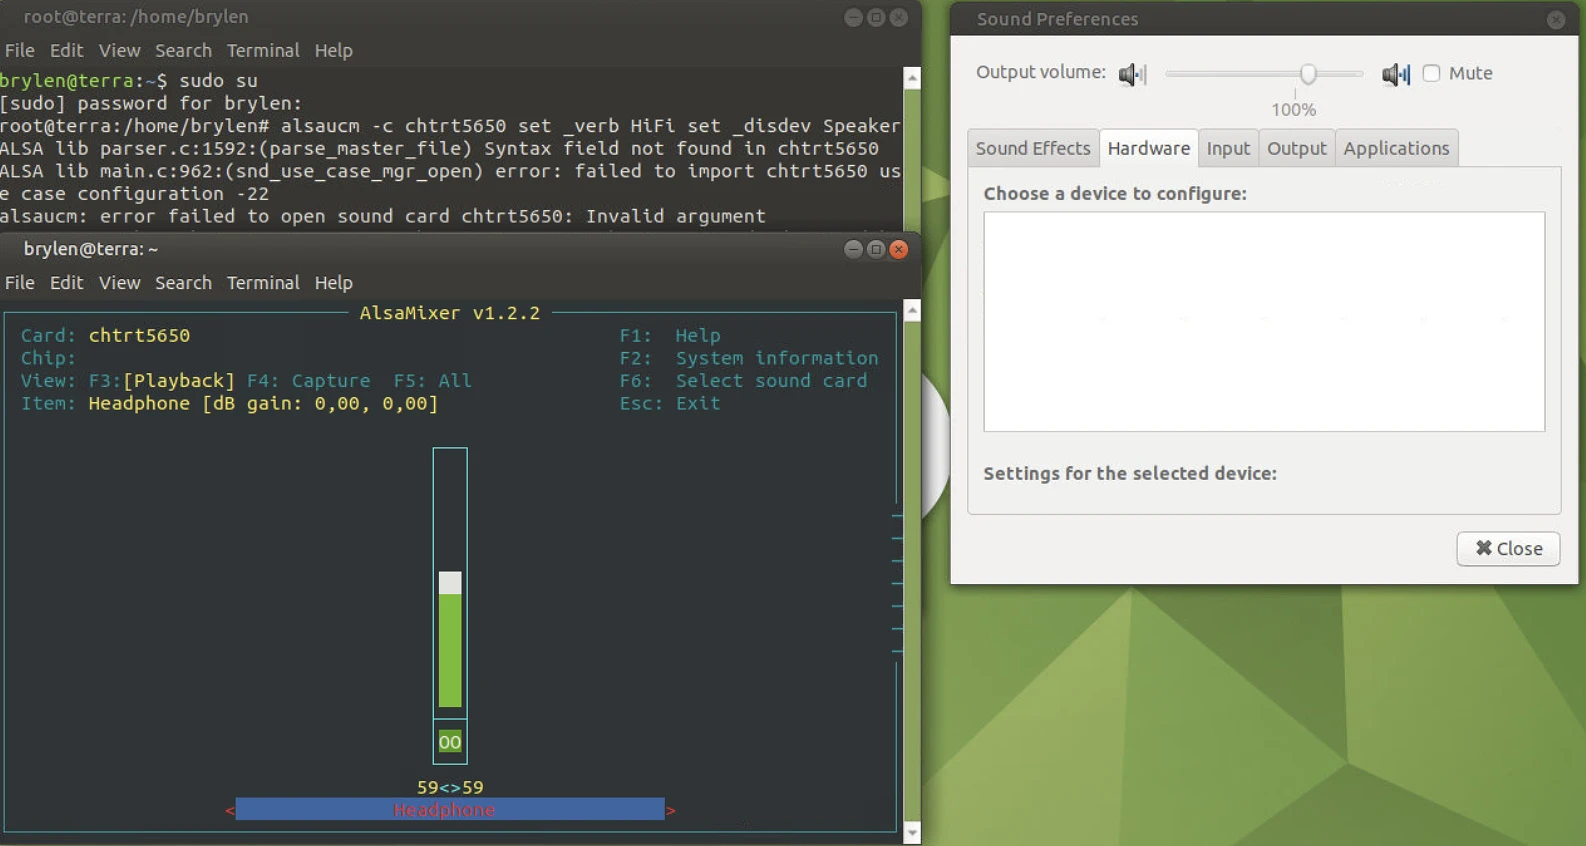 root@terra: /home/brylen
File Edit View Search Terminal Help
brylen@terra:~$ sudo su
[sudo] password for brylen:
root@terra:/home/brylen# alsaucm -c chtrt5650 set _verb HiFi set _disdev Speaker
ALSA lib parser.c:1592:(parse_master_file) Syntax field not found in chtrt5650
ALSA lib main.c:962:(snd_use_case_mgr_open) error: failed to import chtrt5650 us
e case configuration -22
alsaucm: error failed to open sound card chtrt5650: Invalid argument
brylen@terra: ~
File Edit View Search Terminal Help
AlsaMixer v1.2.2
Card: chtrt5650 F1: Help
Chip: F2: System information
View: F3:[Playback] F4: Capture F5: All F6: Select sound card
Item: Headphone [dB gain: 0,00, 0,00] Esc: Exit
OO
59<>59
< Headphone >
Sound Preferences
Output volume: Mute
100%
Sound Effects Hardware Input Output Applications
Choose a device to configure:
Settings for the selected device:
Close